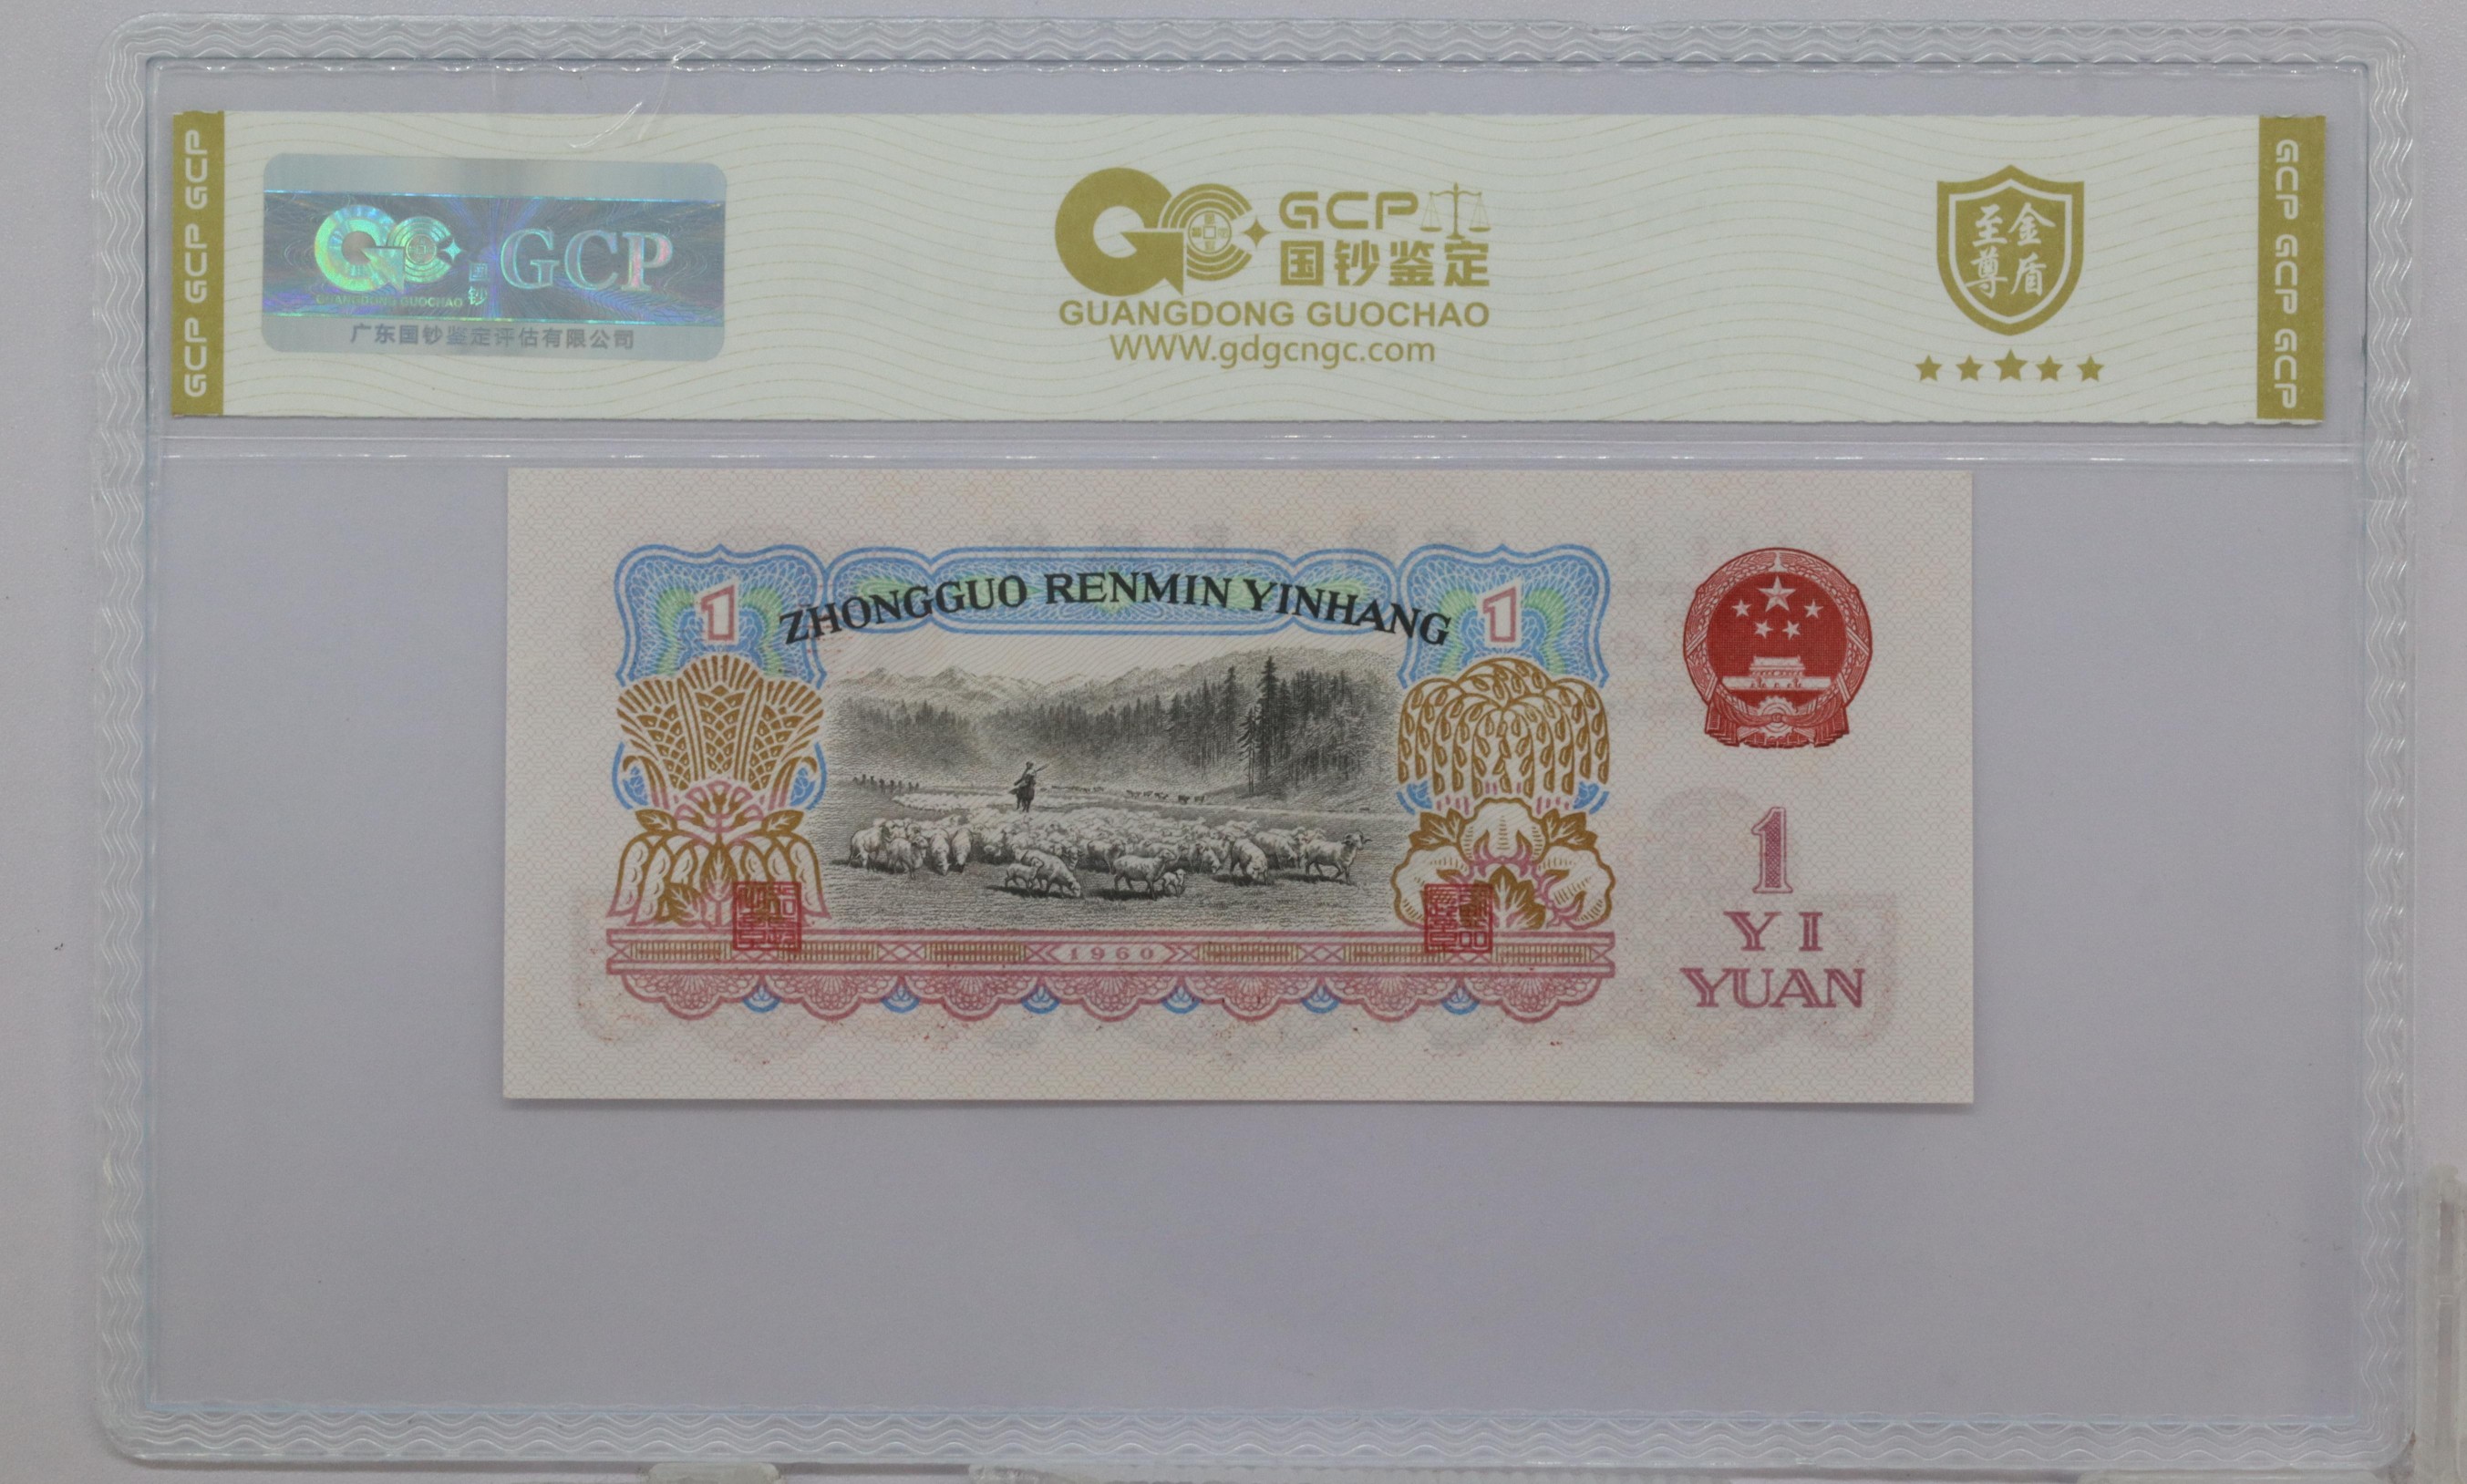 GCP GCP GCP
GCP
国钞
GUANGDONG GUOCHAO
广东国钞鉴定评估有限公司
GCP
国钞鉴定
GUANGDONG GUOCHAO
WWW.gdgcngc.com
至尊
金盾
GCP GCP GCP
1
ZHONGGUO RENMIN YINHANG
1
1960
1
YI
YUAN